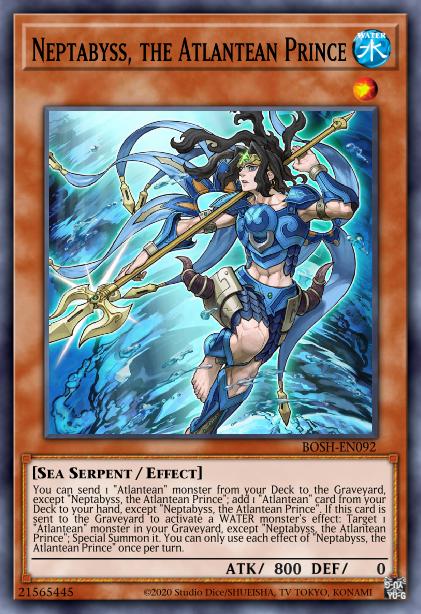 Neptabyss, the Atlantean Prince
WATER
水
BOSH-EN092
[Sea Serpent / Effect]
You can send 1 "Atlantean" monster from your Deck to the Graveyard,
except "Neptabyss, the Atlantean Prince"; add 1 "Atlantean" card from your
Deck to your hand, except "Neptabyss, the Atlantean Prince". If this card is
sent to the Graveyard to activate a WATER monster's effect: Target 1
"Atlantean" monster in your Graveyard, except "Neptabyss, the Atlantean
Prince"; Special Summon it. You can only use each effect of "Neptabyss, the
Atlantean Prince" once per turn.
ATK/ 800 DEF/ 0
21565445
©2020 Studio Dice/SHUEISHA, TV TOKYO, KONAMI